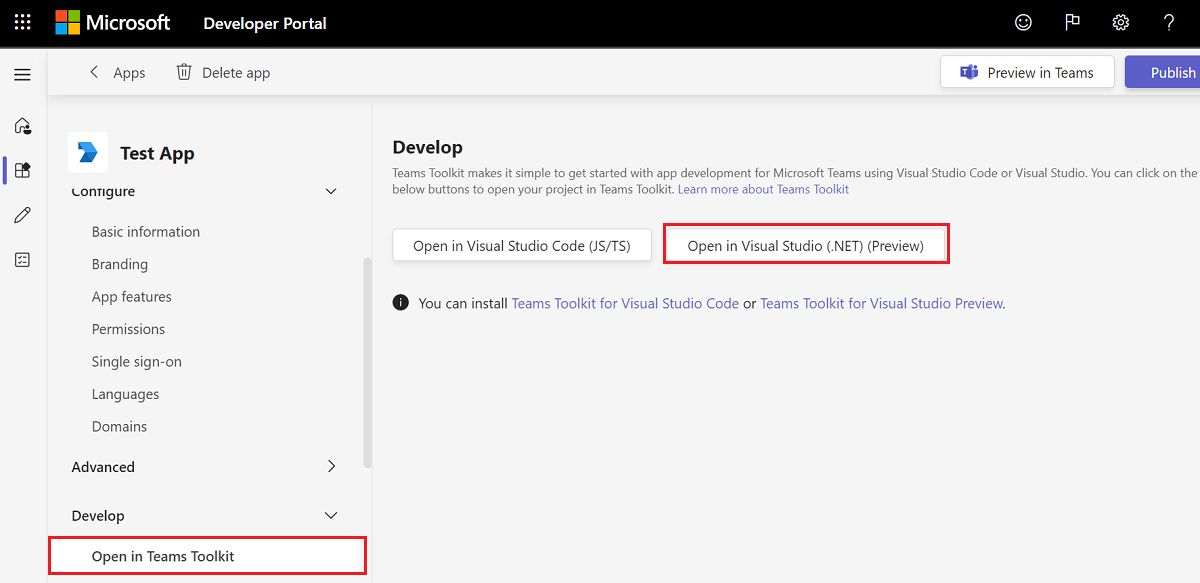 Microsoft Developer Portal
Apps Delete app Preview in Teams Publish
Test App
Configure
Basic information
Branding
App features
Permissions
Single sign-on
Languages
Domains
Advanced
Develop
Open in Teams Toolkit
Develop
Teams Toolkit makes it simple to get started with app development for Microsoft Teams using Visual Studio Code or Visual Studio. You can click on the
below buttons to open your project in Teams Toolkit. Learn more about Teams Toolkit
Open in Visual Studio Code (JS/TS) Open in Visual Studio (.NET) (Preview)
You can install Teams Toolkit for Visual Studio Code or Teams Toolkit for Visual Studio Preview.